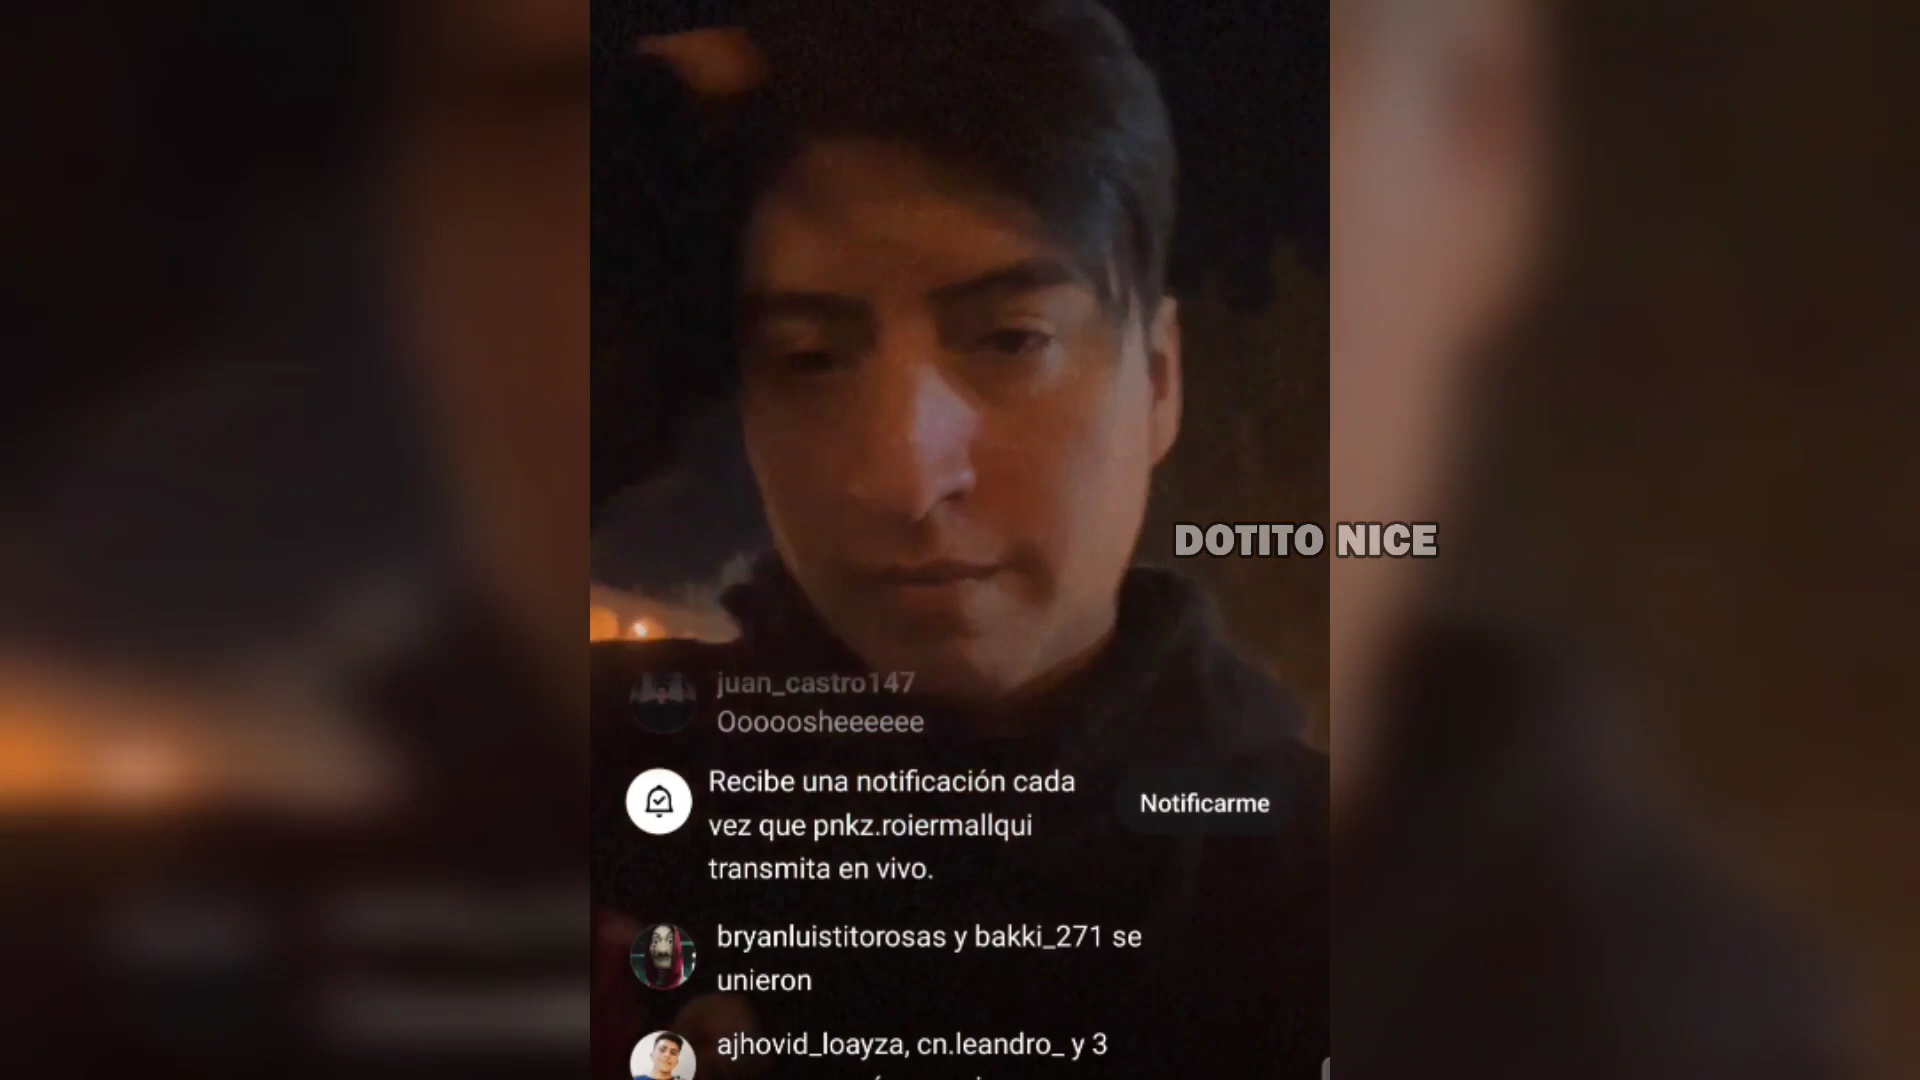 DOTITO NICE
juan_castro147
Ooooosheeeeee
Recibe una notificación cada
vez que pnkz.roiermallqui
transmita en vivo.
Notificarme
bryanluistitorosas y bakki_271 se
unieron
ajhovid_loayza, cn.leandro_ y 3